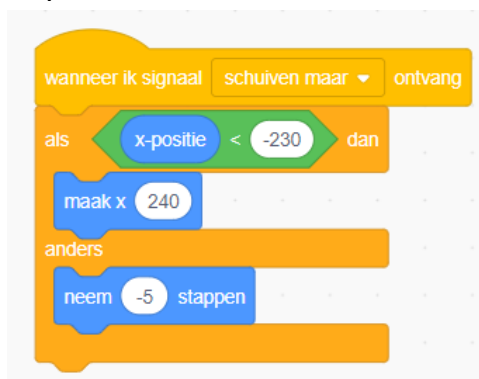 wanneer ik signaal schuiven maar ontvang
als x-positie < -230 dan
maak x 240
anders
neem -5 stappen